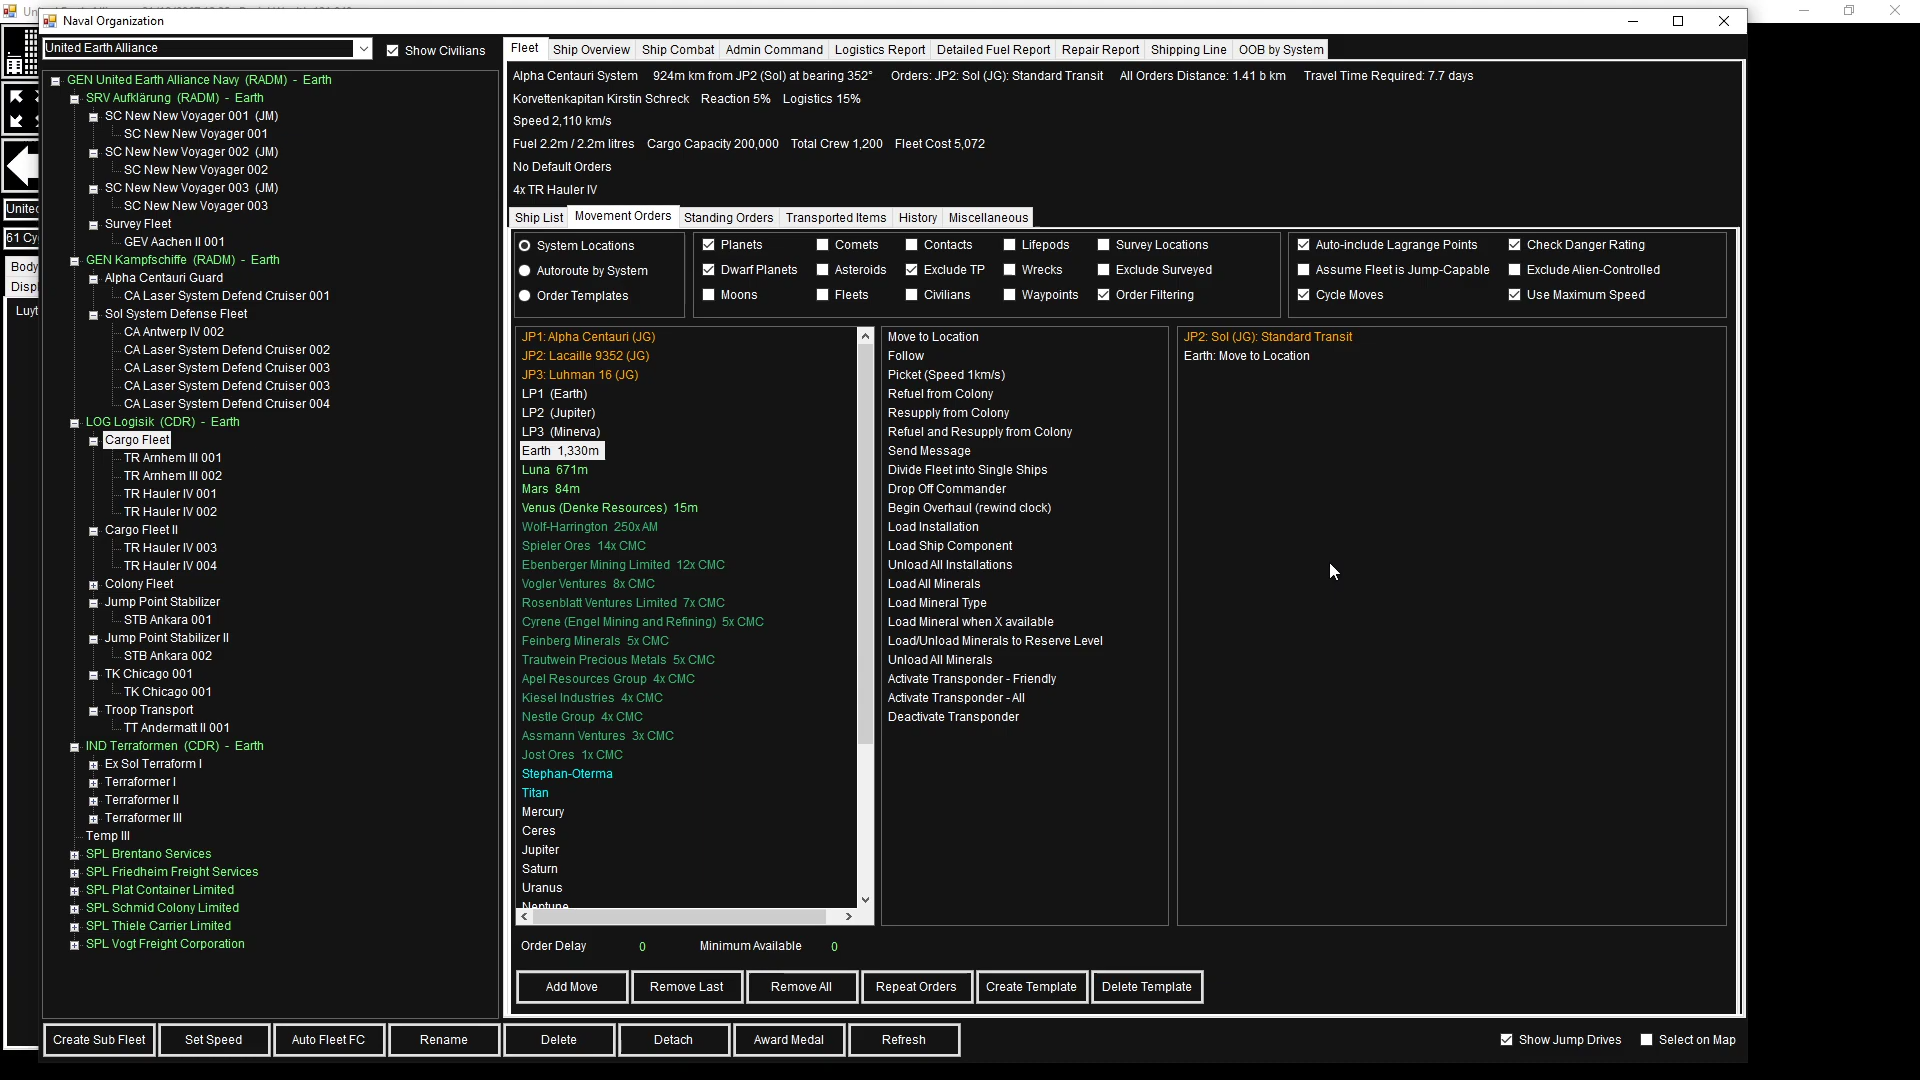 Naval Organization
United Earth Alliance
Show Civilians
Fleet Ship Overview Ship Combat Admin Command Logistics Report Detailed Fuel Report Repair Report Shipping Line OOB by System
GEN United Earth Alliance Navy (RADM) - Earth
SRV Aufklärung (RADM) - Earth
SC New New Voyager 001 (JM)
SC New New Voyager 001
SC New New Voyager 002 (JM)
SC New New Voyager 002
SC New New Voyager 003 (JM)
SC New New Voyager 003
Survey Fleet
GEV Aachen II 001
GEN Kampfschiffe (RADM) - Earth
Alpha Centauri Guard
CA Laser System Defend Cruiser 001
Sol System Defense Fleet
CA Antwerp IV 002
CA Laser System Defend Cruiser 002
CA Laser System Defend Cruiser 003
CA Laser System Defend Cruiser 003
CA Laser System Defend Cruiser 004
LOG Logisik (CDR) - Earth
Cargo Fleet
TR Arnhem III 001
TR Arnhem III 002
TR Hauler IV 001
TR Hauler IV 002
Cargo Fleet II
TR Hauler IV 003
TR Hauler IV 004
Colony Fleet
Jump Point Stabilizer
STB Ankara 001
Jump Point Stabilizer II
STB Ankara 002
TK Chicago 001
TK Chicago 001
Troop Transport
TT Andermatt II 001
IND Terraformen (CDR) - Earth
Ex Sol Terraform I
Terraformer I
Terraformer II
Terraformer III
Temp III
SPL Brentano Services
SPL Friedheim Freight Services
SPL Plat Container Limited
SPL Schmid Colony Limited
SPL Thiele Carrier Limited
SPL Vogt Freight Corporation
Alpha Centauri System 924m km from JP2 (Sol) at bearing 352° Orders: JP2: Sol (JG): Standard Transit All Orders Distance: 1.41 b km Travel Time Required: 7.7 days
Korvettenkapitan Kirstin Schreck Reaction 5% Logistics 15%
Speed 2,110 km/s
Fuel 2.2m / 2.2m litres Cargo Capacity 200,000 Total Crew 1,200 Fleet Cost 5,072
No Default Orders
4x TR Hauler IV
Ship List Movement Orders Standing Orders Transported Items History Miscellaneous
System Locations
Autoroute by System
Order Templates
Planets Comets Contacts Lifepods Survey Locations
Dwarf Planets Asteroids Exclude TP Wrecks Exclude Surveyed
Moons Fleets Civilians Waypoints Order Filtering
Auto-include Lagrange Points Check Danger Rating
Assume Fleet is Jump-Capable Exclude Alien-Controlled
Cycle Moves Use Maximum Speed
JP1: Alpha Centauri (JG)
JP2: Lacaille 9352 (JG)
JP3: Luhman 16 (JG)
LP1 (Earth)
LP2 (Jupiter)
LP3 (Minerva)
Earth 1,330m
Luna 671m
Mars 84m
Venus (Denke Resources) 15m
Wolf-Harrington 250x AM
Spieler Ores 14x CMC
Ebenberger Mining Limited 12x CMC
Vogler Ventures 8x CMC
Rosenblatt Ventures Limited 7x CMC
Cyrene (Engel Mining and Refining) 5x CMC
Feinberg Minerals 5x CMC
Trautwein Precious Metals 5x CMC
Apel Resources Group 4x CMC
Kiesel Industries 4x CMC
Nestle Group 4x CMC
Assmann Ventures 3x CMC
Jost Ores 1x CMC
Stephan-Oterma
Titan
Mercury
Ceres
Jupiter
Saturn
Uranus
Neptune
Move to Location
Follow
Picket (Speed 1km/s)
Refuel from Colony
Resupply from Colony
Refuel and Resupply from Colony
Send Message
Divide Fleet into Single Ships
Drop Off Commander
Begin Overhaul (rewind clock)
Load Installation
Load Ship Component
Unload All Installations
Load All Minerals
Load Mineral Type
Load Mineral when X available
Load/Unload Minerals to Reserve Level
Unload All Minerals
Activate Transponder - Friendly
Activate Transponder - All
Deactivate Transponder
JP2: Sol (JG): Standard Transit
Earth: Move to Location
Order Delay 0 Minimum Available 0
Add Move Remove Last Remove All Repeat Orders Create Template Delete Template
Create Sub Fleet Set Speed Auto Fleet FC Rename Delete Detach Award Medal Refresh
Show Jump Drives Select on Map